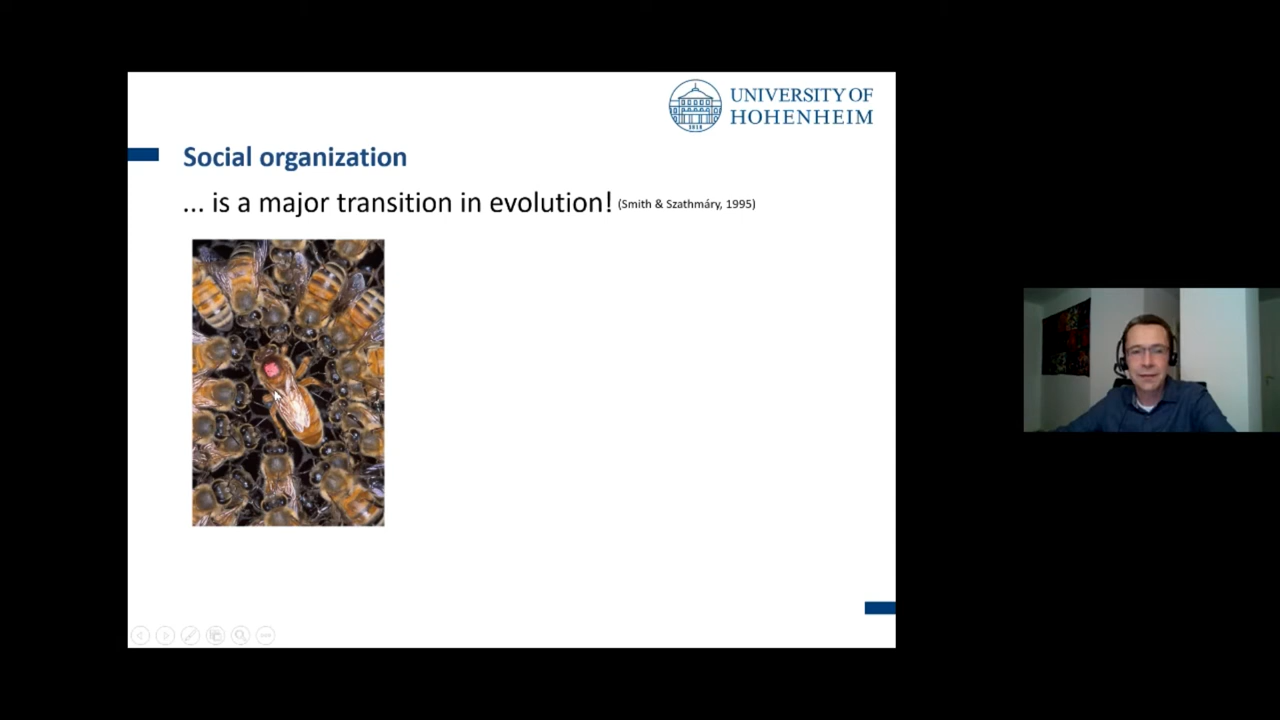 UNIVERSITY OF
HOHENHEIM
Social organization
... is a major transition in evolution! (Smith & Szathmáry, 1995)